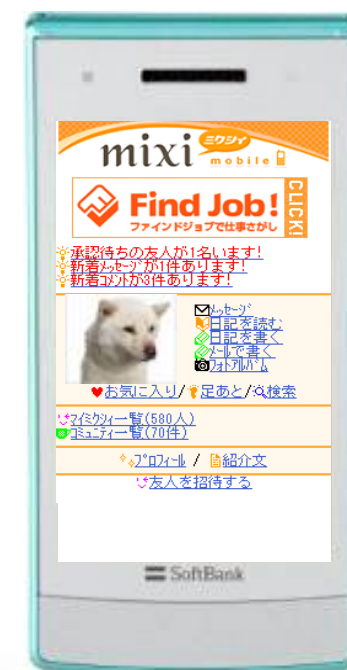 mixi ミクシィ
mobile
Find Job!
ファインドジョブで仕事さがし
CLICK!
承認待ちの友人が1名います!
新着ﾒｯｾｰｼﾞが1件あります!
新着ｺﾒﾝﾄが3件あります!
ﾒｯｾｰｼﾞ
日記を読む
日記を書く
ﾒｰﾙで書く
ﾌｫﾄｱﾙﾊﾞﾑ
お気に入り/足あと/検索
ﾏｲﾐｸｼｨ一覧(580人)
ｺﾐｭﾆﾃｨ一覧(70件)
ﾌﾟﾛﾌｨｰﾙ / 紹介文
友人を招待する
SoftBank